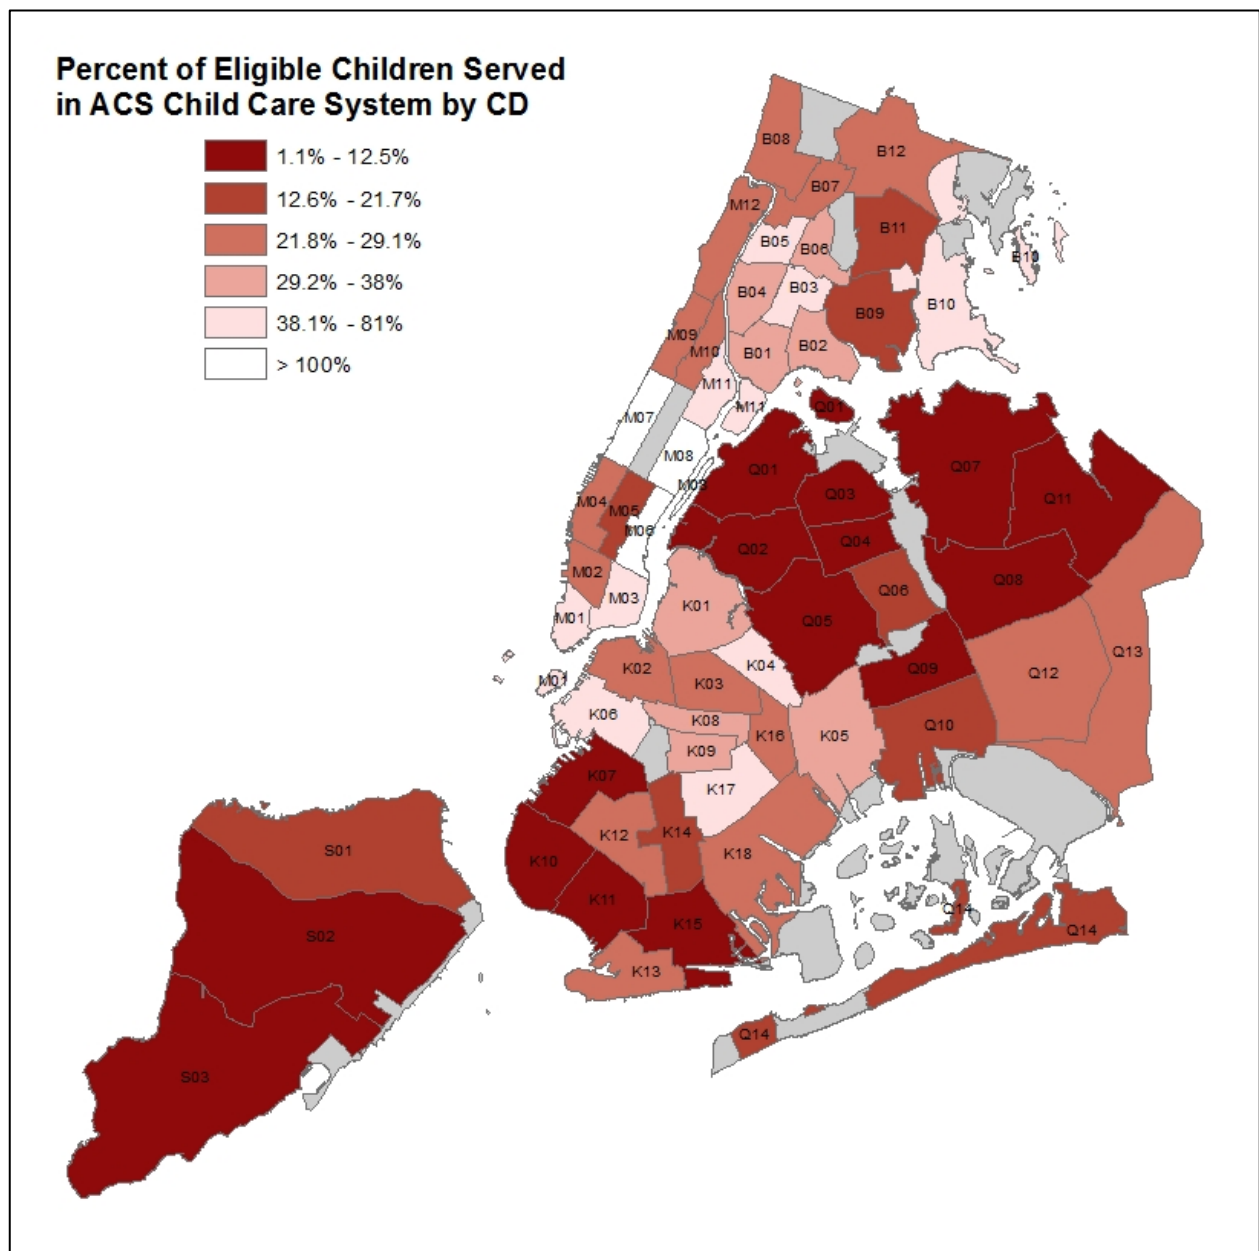 Percent of Eligible Children Served
in ACS Child Care System by CD
1.1% - 12.5%
12.6% - 21.7%
21.8% - 29.1%
29.2% - 38%
38.1% - 81%
> 100%
B08
B12
B07
M12
B11
B05
B06
B10
B04
B03
B10
B09
M09
M10
B01
B02
M11
M11
Q01
M07
M08
Q07
Q01
M08
Q03
Q11
M04
M05
M06
Q02
Q04
M02
Q08
M03
K01
Q06
M01
Q05
K04
Q13
K02
Q09
Q12
M01
K03
K06
K08
K16
K05
Q10
K09
K07
K17
K12
K14
S01
K10
K18
K11
Q14
K15
Q14
S02
K13
Q14
S03